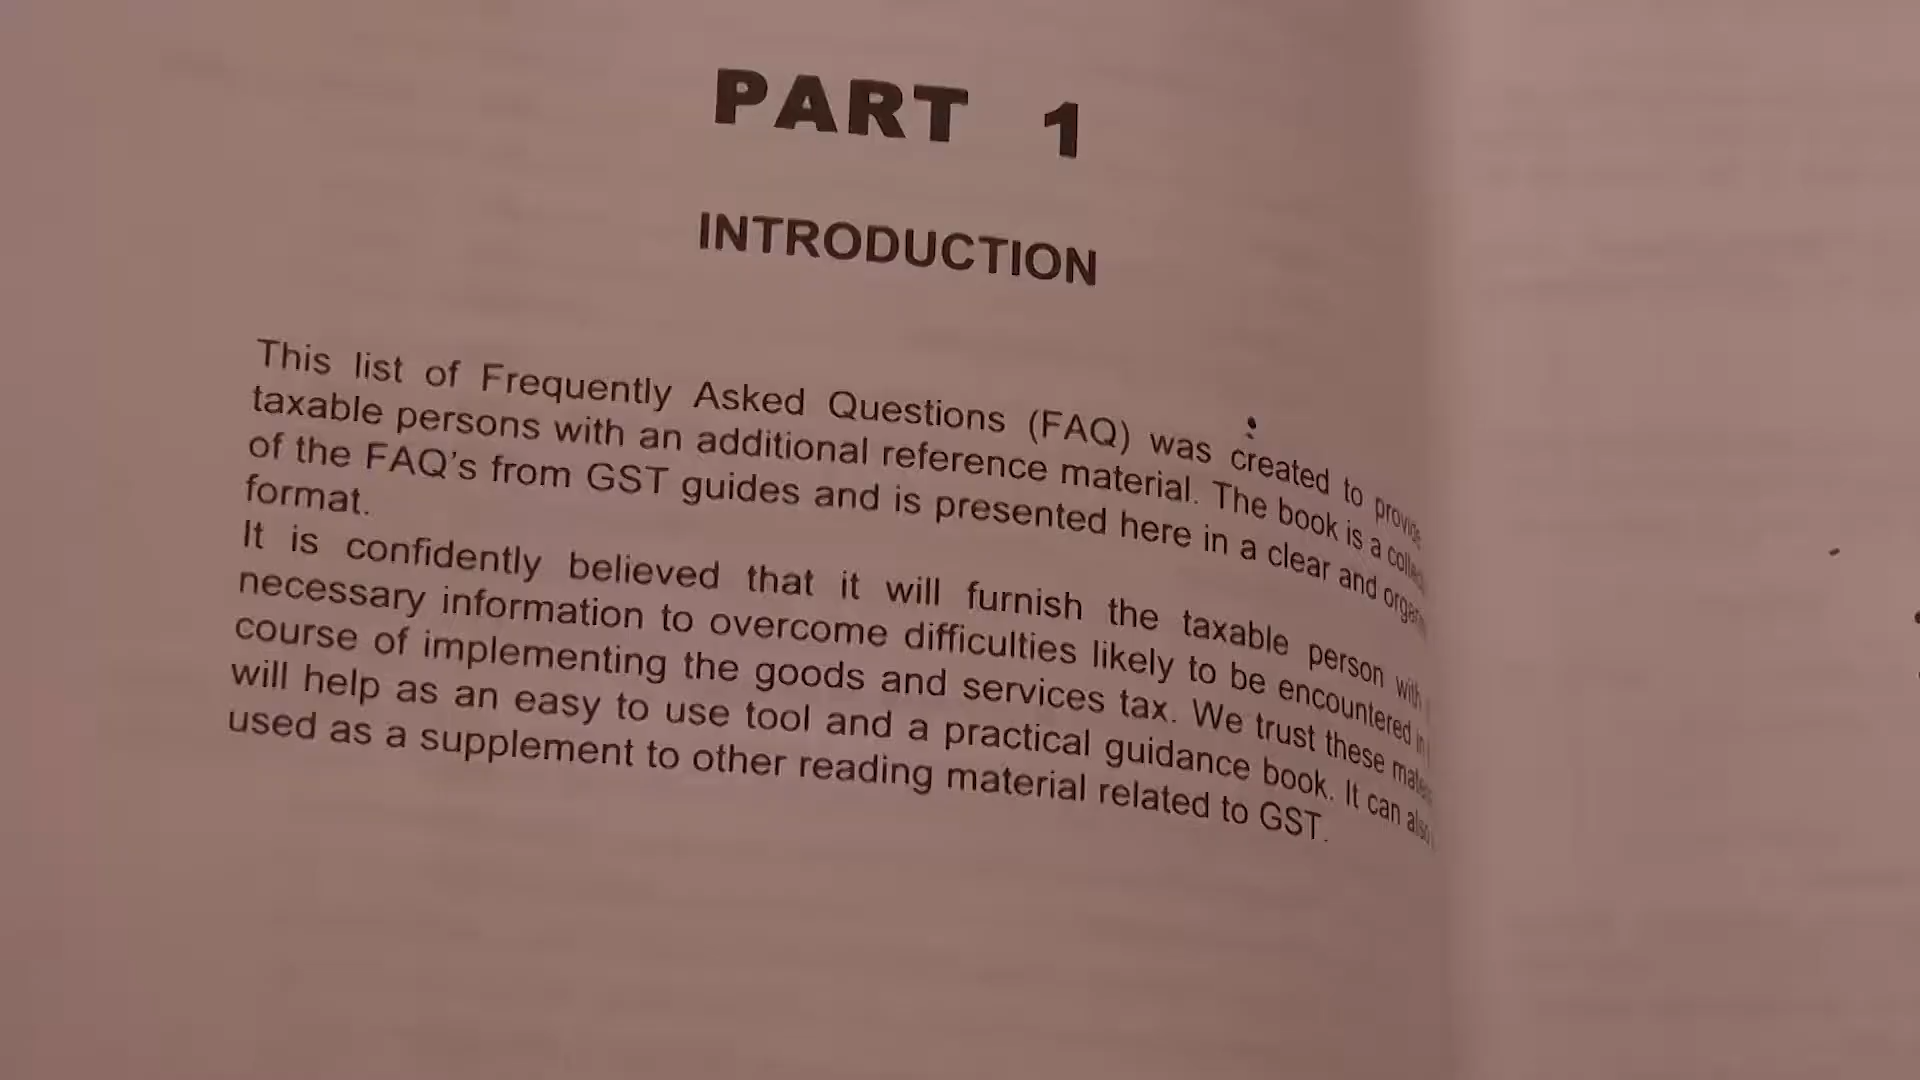 PART 1
INTRODUCTION
This list of Frequently Asked Questions (FAQ) was created to provide
taxable persons with an additional reference material. The book is a
of the FAQ's from GST guides and is presented here in a clear and
format.
It is confidently believed that it will furnish the taxable person with
necessary information to overcome difficulties likely to be encountered in
course of implementing the goods and services tax. We trust these
will help as an easy to use tool and a practical guidance book. It can also
used as a supplement to other reading material related to GST.